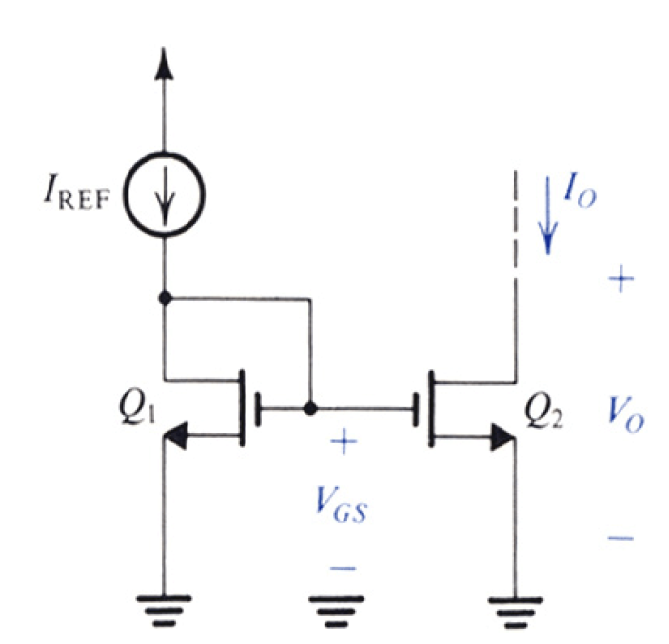 I_REF
I_O
+
Q_1
Q_2
V_O
+
V_GS
−
−